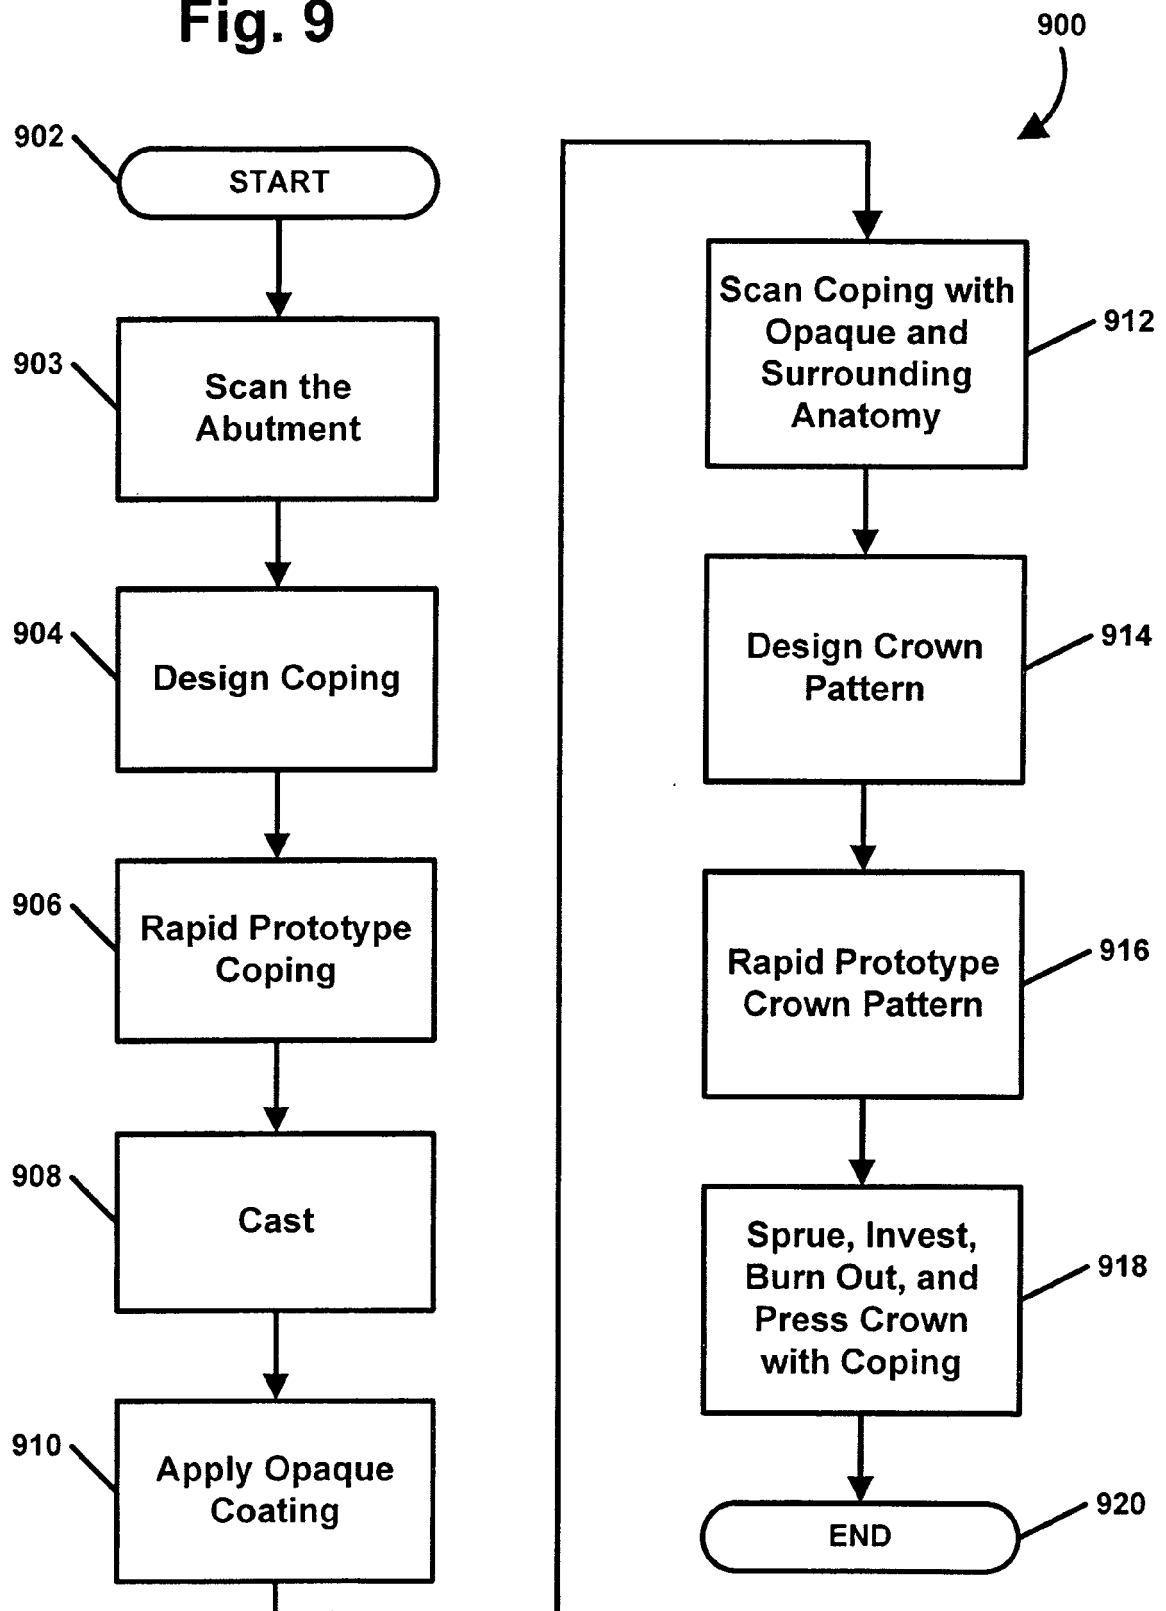 Fig. 9
900
902
START
903
Scan the
Abutment
904
Design Coping
906
Rapid Prototype
Coping
908
Cast
910
Apply Opaque
Coating
Scan Coping with
Opaque and
Surrounding
Anatomy
912
Design Crown
Pattern
914
Rapid Prototype
Crown Pattern
916
Sprue, Invest,
Burn Out, and
Press Crown
with Coping
918
END
920